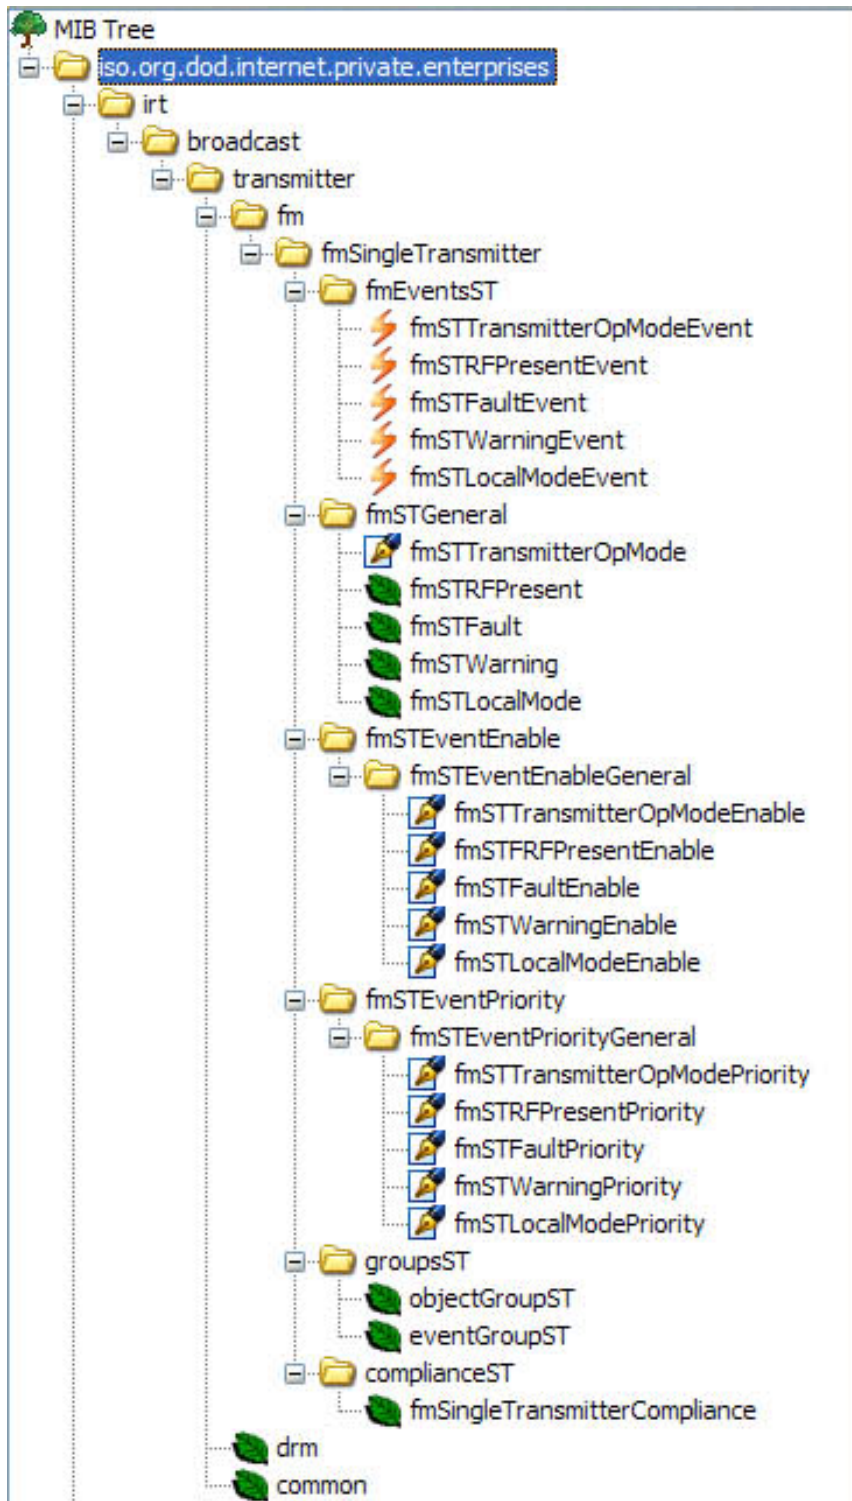 MIB Tree
iso.org.dod.internet.private.enterprises
irt
broadcast
transmitter
fm
fmSingleTransmitter
fmEventsST
fmSTTransmitterOpModeEvent
fmSTRFPresentEvent
fmSTFaultEvent
fmSTWarningEvent
fmSTLocalModeEvent
fmSTGeneral
fmSTTransmitterOpMode
fmSTRFPresent
fmSTFault
fmSTWarning
fmSTLocalMode
fmSTEventEnable
fmSTEventEnableGeneral
fmSTTransmitterOpModeEnable
fmSTFRFPresentEnable
fmSTFaultEnable
fmSTWarningEnable
fmSTLocalModeEnable
fmSTEventPriority
fmSTEventPriorityGeneral
fmSTTransmitterOpModePriority
fmSTRFPresentPriority
fmSTFaultPriority
fmSTWarningPriority
fmSTLocalModePriority
groupsST
objectGroupST
eventGroupST
complianceST
fmSingleTransmitterCompliance
drm
common